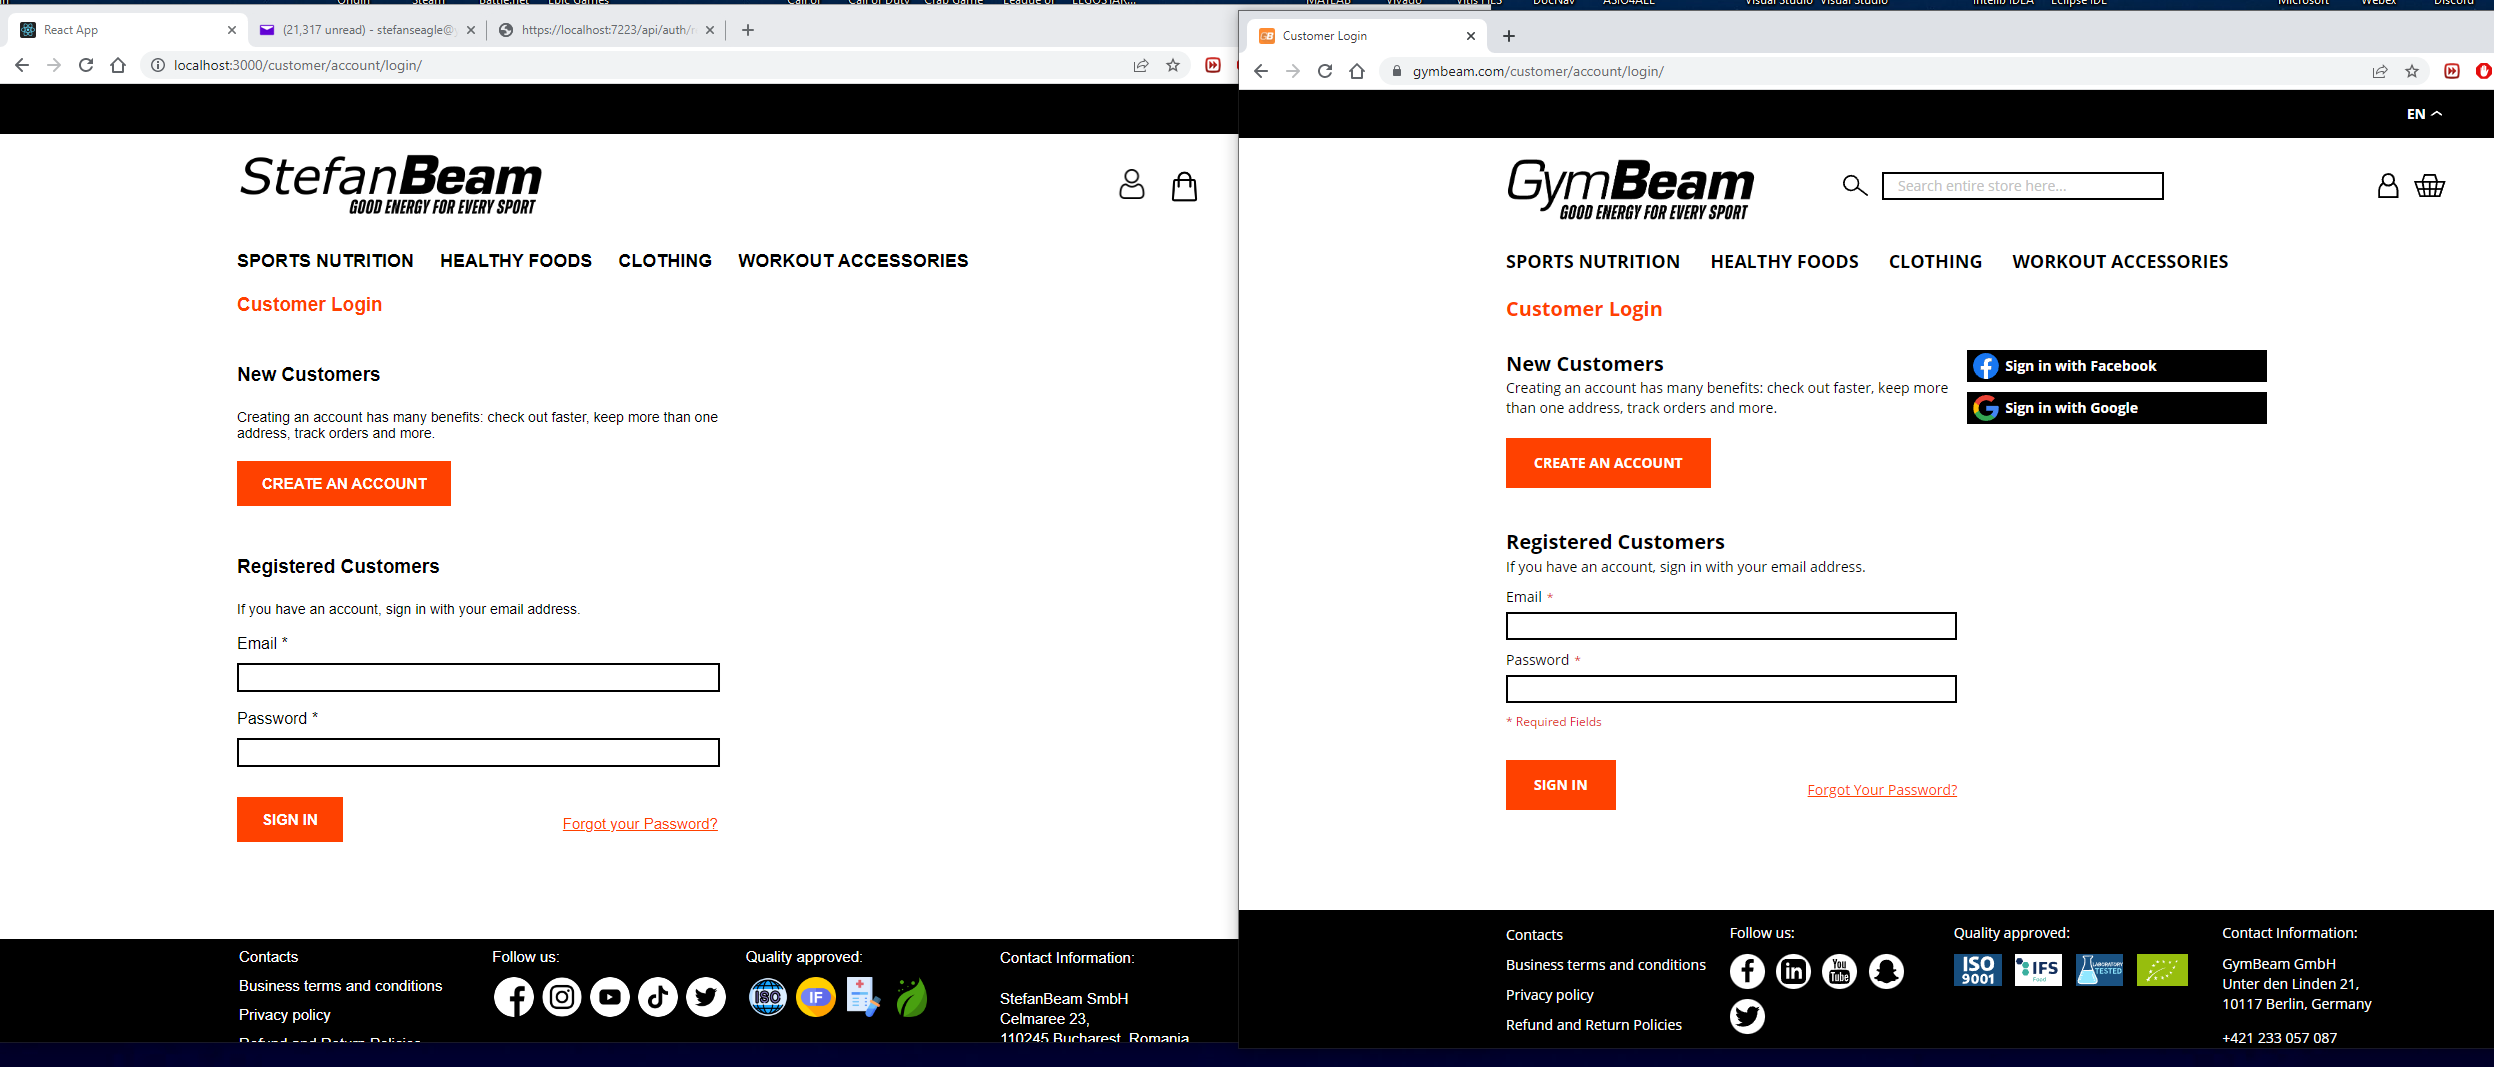 React App
(21,317 unread) - stefanseagle@
https://localhost:7223/api/auth/
localhost:3000/customer/account/login/
StefanBeam
GOOD ENERGY FOR EVERY SPORT
SPORTS NUTRITION HEALTHY FOODS CLOTHING WORKOUT ACCESSORIES
Customer Login
New Customers
Creating an account has many benefits: check out faster, keep more than one
address, track orders and more.
CREATE AN ACCOUNT
Registered Customers
If you have an account, sign in with your email address.
Email *
Password *
SIGN IN
Forgot your Password?
Contacts
Business terms and conditions
Privacy policy
Refund and Return Policies
Follow us:
Quality approved:
ISO
IF
Contact Information:
StefanBeam SmbH
Celmaree 23,
110245 Bucharest, Romania
GB Customer Login
gymbeam.com/customer/account/login/
EN
GymBeam
GOOD ENERGY FOR EVERY SPORT
Search entire store here...
SPORTS NUTRITION HEALTHY FOODS CLOTHING WORKOUT ACCESSORIES
Customer Login
New Customers
Creating an account has many benefits: check out faster, keep more
than one address, track orders and more.
CREATE AN ACCOUNT
Sign in with Facebook
Sign in with Google
Registered Customers
If you have an account, sign in with your email address.
Email *
Password *
* Required Fields
SIGN IN
Forgot Your Password?
Contacts
Business terms and conditions
Privacy policy
Refund and Return Policies
Follow us:
in
You
Tube
Quality approved:
ISO
9001
IFS
Food
LABORATORY
TESTED
Contact Information:
GymBeam GmbH
Unter den Linden 21,
10117 Berlin, Germany
+421 233 057 087